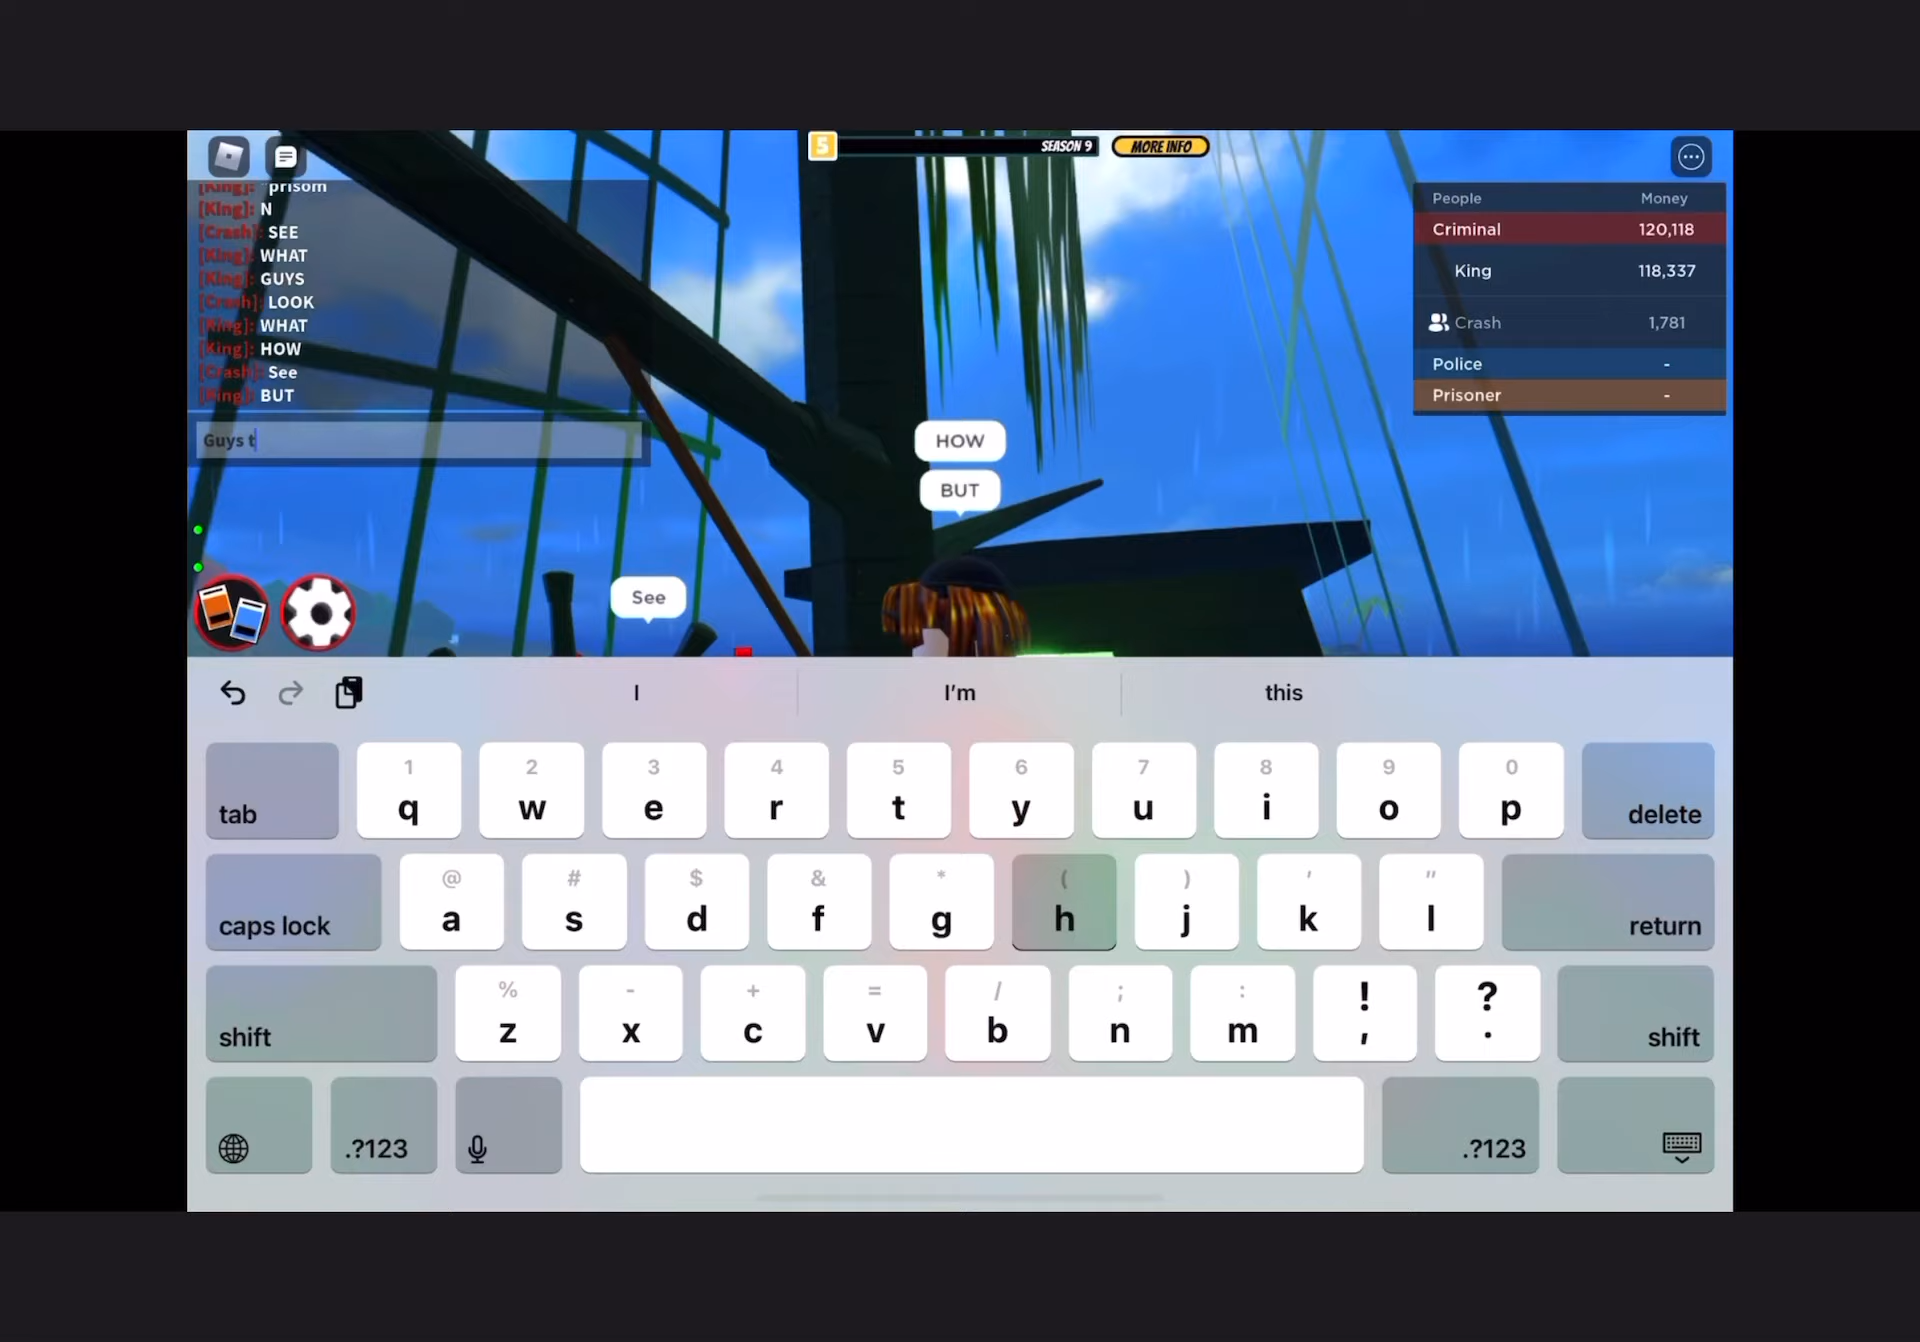 5 SEASON 9 MORE INFO
[King]: prisom
[King]: N
[Crash]: SEE
[King]: WHAT
[King]: GUYS
[Crash]: LOOK
[King]: WHAT
[King]: HOW
[Crash]: See
[King]: BUT
Guys t
People Money
Criminal 120,118
King 118,337
Crash 1,781
Police -
Prisoner -
HOW
BUT
See
I I'm this
tab 1 q 2 w 3 e 4 r 5 t 6 y 7 u 8 i 9 o 0 p delete
caps lock @ a # s $ d & f * g ( h ) j ' k " l return
shift % z - x + c = v / b ; n : m ! , ? . shift
.?123 .?123